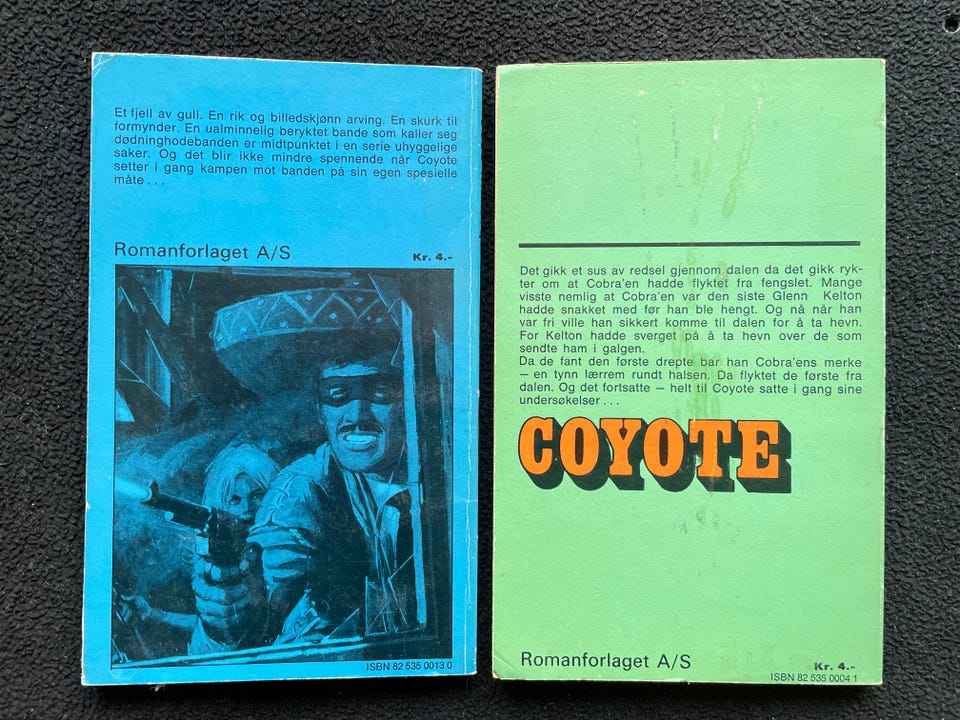 Et fjell av gull. En rik og billedskjønn arving. En skurk til
formynder. En ualminnelig beryktet bande som kaller seg
dødninghodebanden er midtpunktet i en serie uhyggelige
saker. Og det blir ikke mindre spennende når Coyote
setter i gang kampen mot banden på sin egen spesielle
måte . . .
Romanforlaget A/S
Kr. 4.-
ISBN 82 535 0013 0
Det gikk et sus av redsel gjennom dalen da det gikk ryk-
ter om at Cobra'en hadde flyktet fra fengslet. Mange
visste nemlig at Cobra'en var den siste Glenn Kelton
hadde snakket med før han ble hengt. Og nå når han
var fri ville han sikkert komme til dalen for å ta hevn.
For Kelton hadde sverget på å ta hevn over de som
sendte ham i galgen.
Da de fant den første drepte bar han Cobra'ens merke
— en tynn lærrem rundt halsen. Da flyktet de første fra
dalen. Og det fortsatte — helt til Coyote satte i gang sine
undersøkelser . . .
COYOTE
Romanforlaget A/S
Kr. 4.-
ISBN 82 535 0004 1